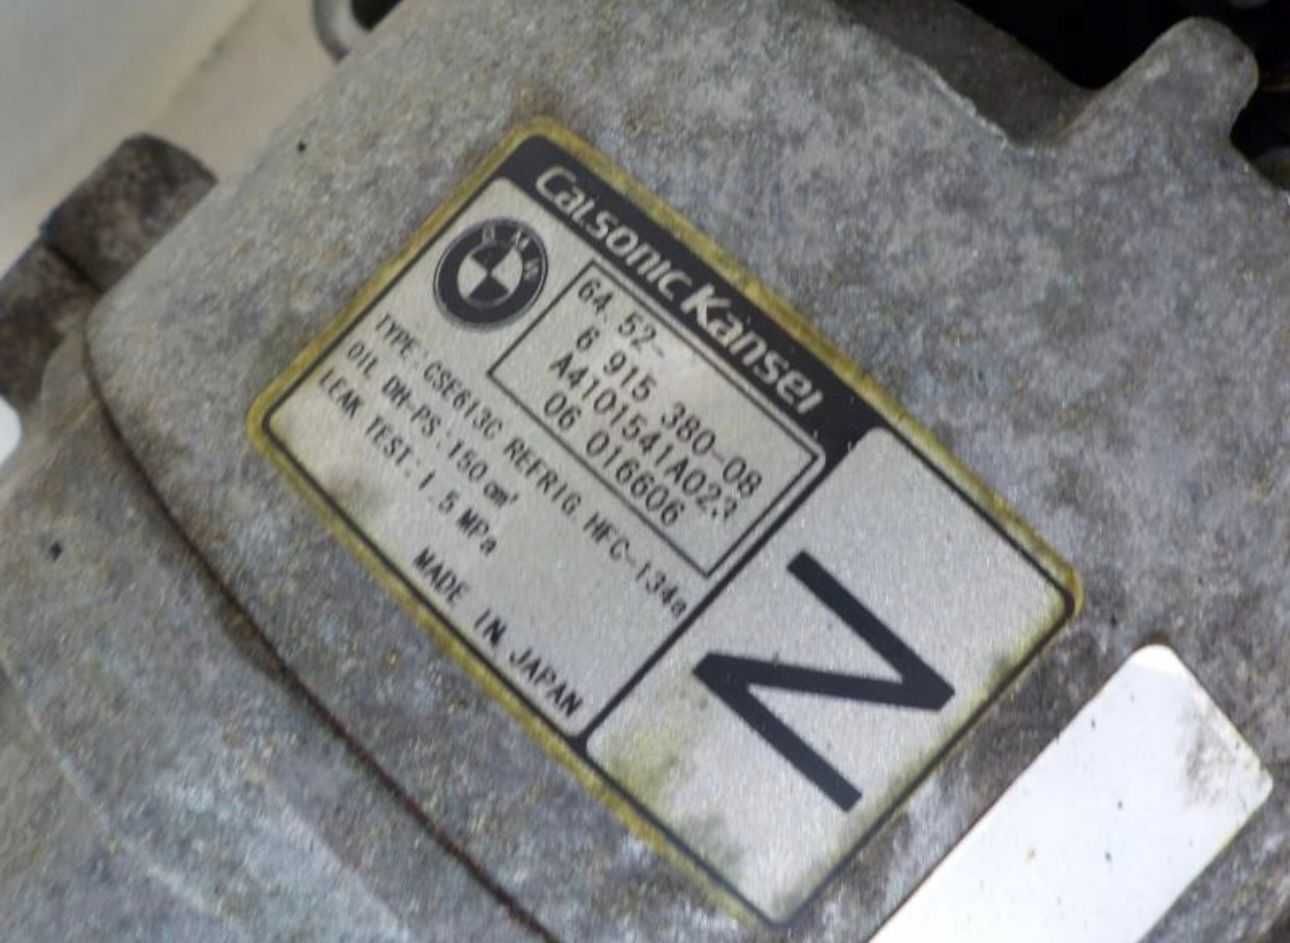 Calsonic Kansei
BMW
64.52-
6 915 380-08
A4101541A023
06 016606
TYPE: CSE613C REFRIG. HFC-134a
OIL DH-PS: 150 cm³
LEAK TEST: 1.5 MPa
MADE IN JAPAN
N